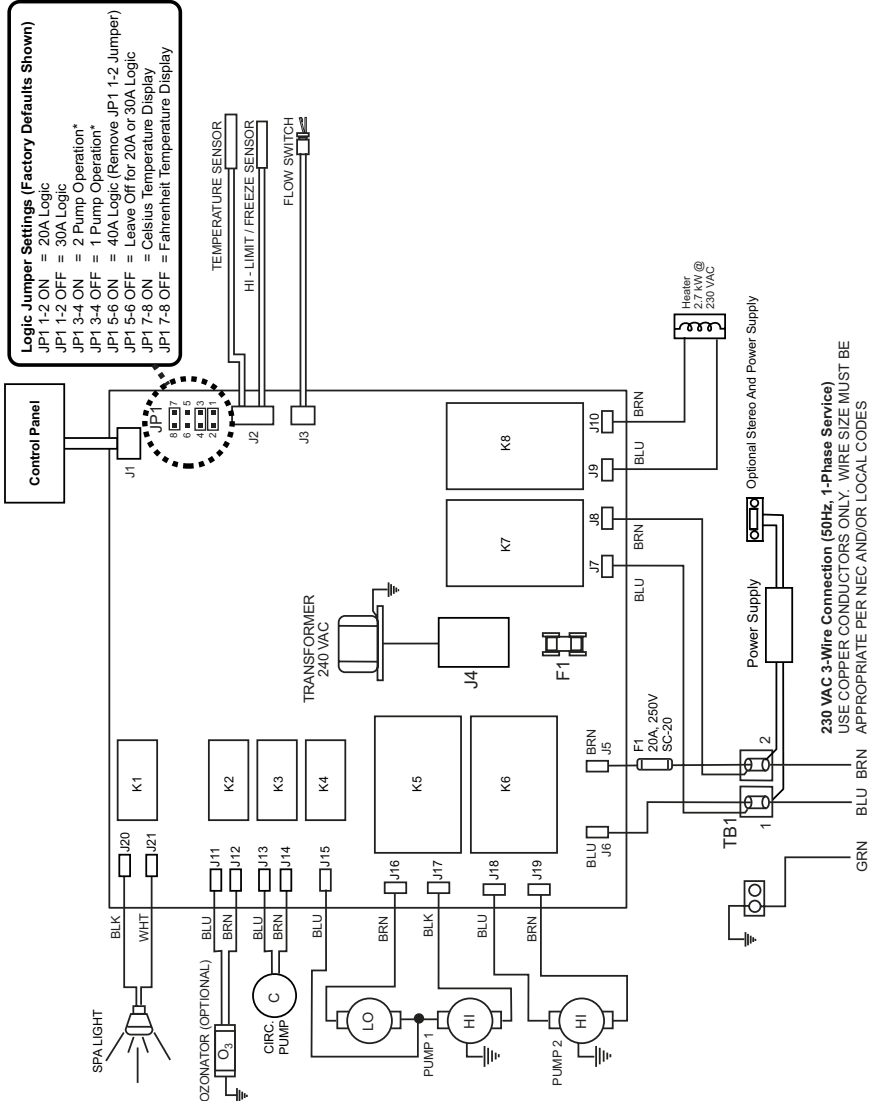 Logic Jumper Settings (Factory Defaults Shown)
JP1 1-2 ON = 20A Logic
JP1 1-2 OFF = 30A Logic
JP1 3-4 ON = 2 Pump Operation*
JP1 3-4 OFF = 1 Pump Operation*
JP1 5-6 ON = 40A Logic (Remove JP1 1-2 Jumper)
JP1 5-6 OFF = Leave Off for 20A or 30A Logic
JP1 7-8 ON = Celsius Temperature Display
JP1 7-8 OFF = Fahrenheit Temperature Display
Control Panel
J1
JP1
8 7
6 5
4 3
2 1
J2
J3
TEMPERATURE SENSOR
HI - LIMIT / FREEZE SENSOR
FLOW SWITCH
SPA LIGHT
BLK
WHT
J20
J21
K1
OZONATOR (OPTIONAL)
O3
BLU
BRN
J11
J12
K2
CIRC.
PUMP
C
BLU
BRN
J13
J14
K3
BLU
J15
K4
TRANSFORMER
240 VAC
J4
F1
LO
PUMP 1
HI
BRN
BLK
J16
J17
K5
PUMP 2
HI
BLU
BRN
J18
J19
K6
K7
K8
J7
J8
J9
J10
BLU
BRN
BLU
BRN
Heater
2.7 kW @
230 VAC
BLU
J6
BRN
J5
F1
20A, 250V
SC-20
TB1
1
2
Power Supply
Optional Stereo And Power Supply
GRN
BLU
BRN
230 VAC 3-Wire Connection (50Hz, 1-Phase Service)
USE COPPER CONDUCTORS ONLY. WIRE SIZE MUST BE
APPROPRIATE PER NEC AND/OR LOCAL CODES